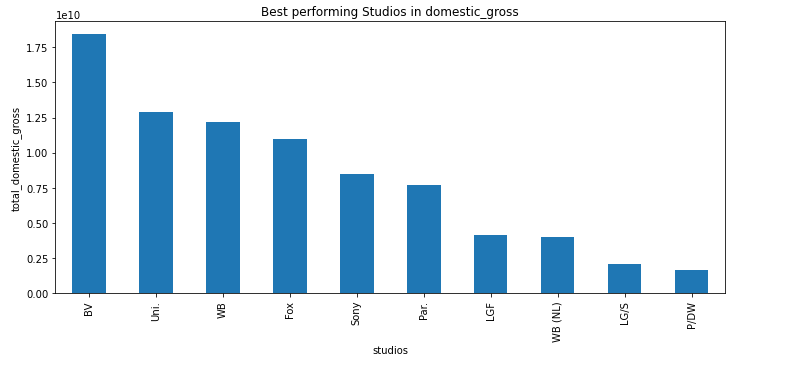 Best performing Studios in domestic_gross
1e10
total_domestic_gross
1.75
1.50
1.25
1.00
0.75
0.50
0.25
0.00
BV
Uni.
WB
Fox
Sony
Par.
LGF
WB (NL)
LG/S
P/DW
studios